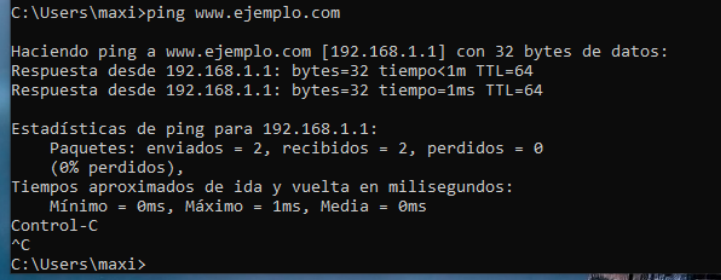 C:\Users\maxi>ping www.ejemplo.com
Haciendo ping a www.ejemplo.com [192.168.1.1] con 32 bytes de datos:
Respuesta desde 192.168.1.1: bytes=32 tiempo<1m TTL=64
Respuesta desde 192.168.1.1: bytes=32 tiempo=1ms TTL=64
Estadísticas de ping para 192.168.1.1:
    Paquetes: enviados = 2, recibidos = 2, perdidos = 0
    (0% perdidos),
Tiempos aproximados de ida y vuelta en milisegundos:
    Mínimo = 0ms, Máximo = 1ms, Media = 0ms
Control-C
^C
C:\Users\maxi>